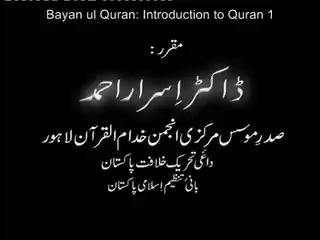 Bayan ul Quran: Introduction to Quran 1
مقرر:
ڈاکٹر اِسرار احمد
صدرِ موسس مرکزی انجمن خدام القرآن لاہور
داعیٔ تحریک خلافت پاکستان
بانیٔ تنظیمِ اسلامی پاکستان